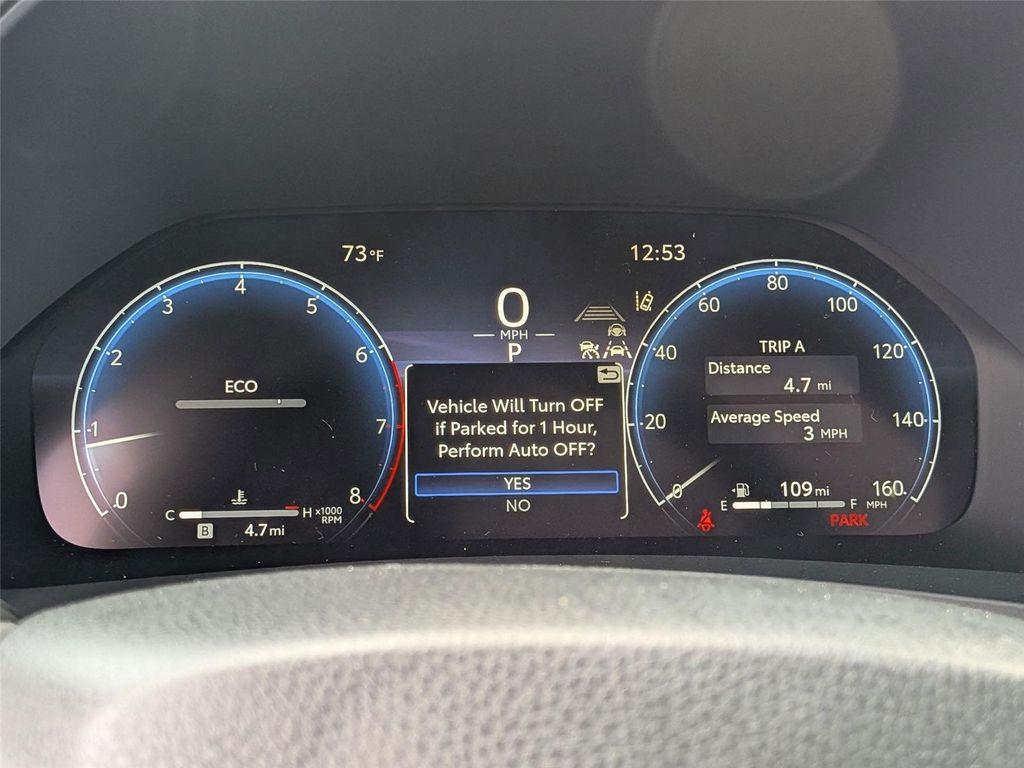 73°F
12:53
0
MPH
P
0
1
2
3
4
5
6
7
8
x1000
RPM
ECO
C
H
B
4.7 mi
Vehicle Will Turn OFF
if Parked for 1 Hour,
Perform Auto OFF?
YES
NO
0
20
40
60
80
100
120
140
160
MPH
TRIP A
Distance
4.7 mi
Average Speed
3 MPH
109 mi
E
F
PARK